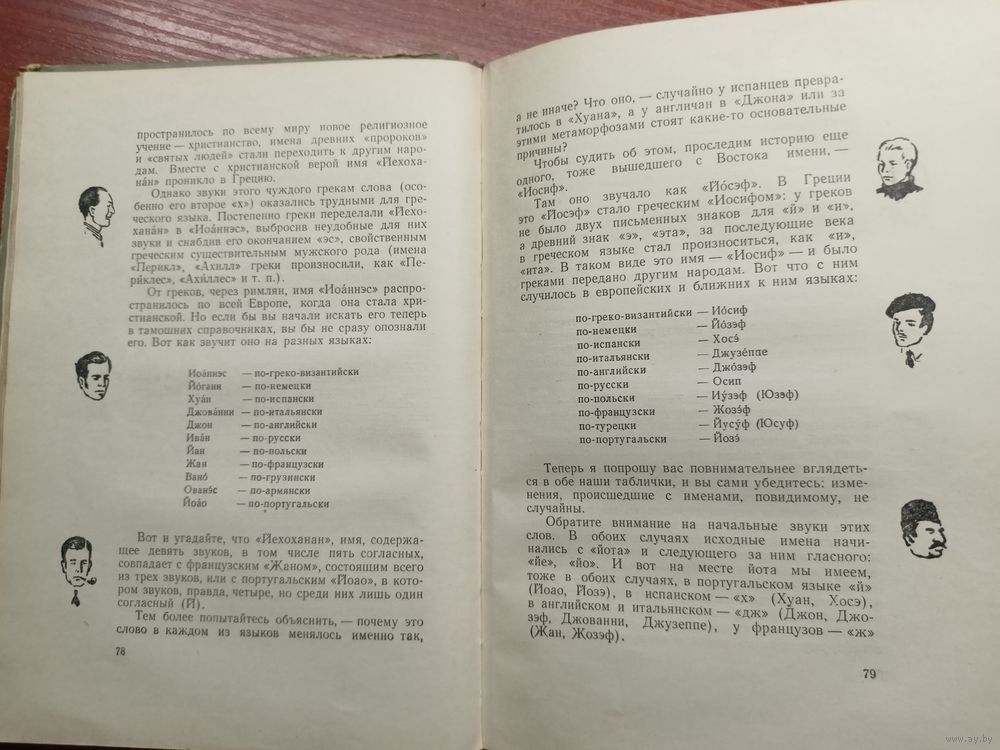 пространилось по всему миру новое религиозное
учение — христианство, имена древних «пророков»
и «святых людей» стали переходить к другим наро-
дам. Вместе с христианской верой имя «Йехоха-
на́н» проникло в Грецию.
Однако звуки этого чуждого грекам слова (осо-
бенно его второе «х») оказались трудными для гре-
ческого языка. Постепенно греки переделали «Йехо-
хана́н» в «Иоа́ннэс», выбросив неудобные для них
звуки и снабдив его окончанием «эс», свойственным
греческим существительным мужского рода (имена
«Перикл», «Ахилл» греки произносили, как «Пе-
ри́клес», «Ахи́ллес» и т. п.).
От греков, через римлян, имя «Иоа́ннэс» распро-
странилось по всей Европе, когда она стала хри-
стианской. Но если бы вы начали искать его теперь
в тамошних справочниках, вы бы не сразу опознали
его. Вот как звучит оно на разных языках:
Иоа́ннэс — по-греко-византийски
Йо́ганн — по-немецки
Хуа́н — по-испански
Джова́нни — по-итальянски
Джон — по-английски
Ива́н — по-русски
Йан — по-польски
Жан — по-французски
Вано́ — по-грузински
Ованэ́с — по-армянски
Йоа́о — по-португальски
Вот и угадайте, что «Йехоханан», имя, содержа-
щее девять звуков, в том числе пять согласных,
совпадает с французским «Жаном», состоящим всего
из трех звуков, или с португальским «Йоао», в кото-
ром звуков, правда, четыре, но среди них лишь один
согласный (Й).
Тем более попытайтесь объяснить, — почему это
слово в каждом из языков менялось именно так,
78
а не иначе? Что оно, — случайно у испанцев превра-
тилось в «Хуана», а у англичан в «Джона» или за
этими метаморфозами стоят какие-то основательные
причины?
Чтобы судить об этом, проследим историю еще
одного, тоже вышедшего с Востока имени, —
«Иосиф».
Там оно звучало как «Йо́сэф». В Греции
это «Йосэф» стало греческим «Иосифом»: у греков
не было двух письменных знаков для «й» и «и»,
а древний знак «э», «эта», за последующие века
в греческом языке стал произноситься, как «и»,
«ита». В таком виде это имя — «Иосиф» — и было
греками передано другим народам. Вот что с ним
случилось в европейских и ближних к ним языках:
по-греко-византийски — Ио́сиф
по-немецки — Йо́зэф
по-испански — Хосэ́
по-итальянски — Джузе́ппе
по-английски — Джо́зэф
по-русски — Осип
по-польски — Иу́зэф (Юзэф)
по-французски — Жозэ́ф
по-турецки — Йусу́ф (Юсуф)
по-португальски — Йозэ́
Теперь я попрошу вас повнимательнее вглядеть-
ся в обе наши таблички, и вы сами убедитесь: изме-
нения, происшедшие с именами, повидимому, не
случайны.
Обратите внимание на начальные звуки этих
слов. В обоих случаях исходные имена начи-
нались с «йота» и следующего за ним гласного:
«йе», «йо». И вот на месте йота мы имеем,
тоже в обоих случаях, в португальском языке «й»
(Йоао, Йозэ), в испанском — «х» (Хуан, Хосэ),
в английском и итальянском — «дж» (Джон, Джо-
зэф, Джованни, Джузеппе), у французов — «ж»
(Жан, Жозэф),
79
www.ay.by